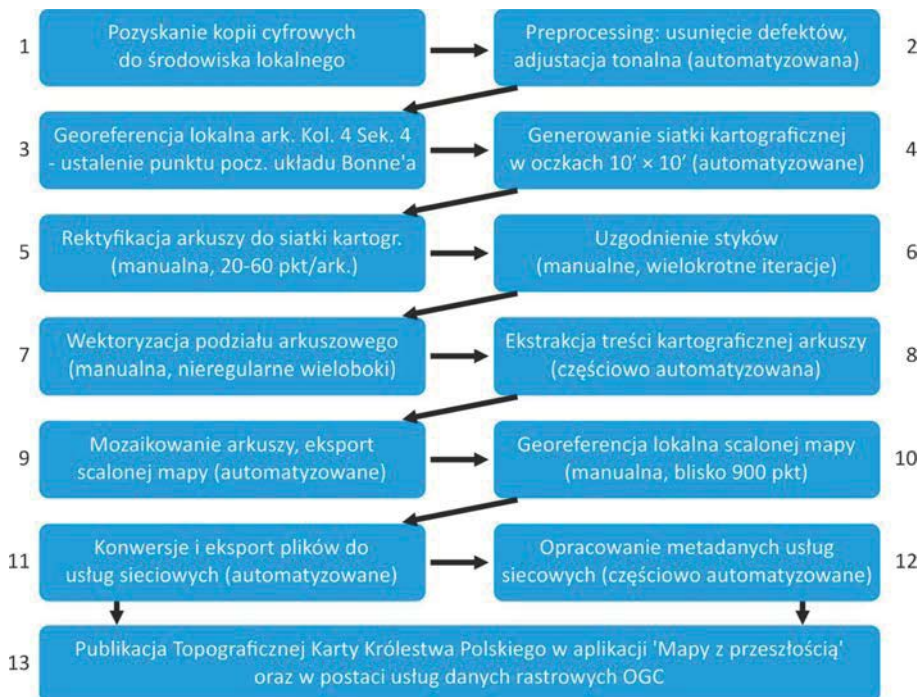 1
Pozyskanie kopii cyfrowych
do środowiska lokalnego
Preprocessing: usunięcie defektów,
adjustacja tonalna (automatyzowana)
2
3
Georeferencja lokalna ark. Kol. 4 Sek. 4
- ustalenie punktu pocz. układu Bonne'a
Generowanie siatki kartograficznej
w oczkach 10′ × 10′ (automatyzowane)
4
5
Rektyfikacja arkuszy do siatki kartogr.
(manualna, 20-60 pkt/ark.)
Uzgodnienie styków
(manualne, wielokrotne iteracje)
6
7
Wektoryzacja podziału arkuszowego
(manualna, nieregularne wieloboki)
Ekstrakcja treści kartograficznej arkuszy
(częściowo automatyzowana)
8
9
Mozaikowanie arkuszy, eksport
scalonej mapy (automatyzowane)
Georeferencja lokalna scalonej mapy
(manualna, blisko 900 pkt)
10
11
Konwersje i eksport plików do
usług sieciowych (automatyzowane)
Opracowanie metadanych usług
siecowych (częściowo automatyzowane)
12
13
Publikacja Topograficznej Karty Królestwa Polskiego w aplikacji 'Mapy z przeszłością'
oraz w postaci usług danych rastrowych OGC